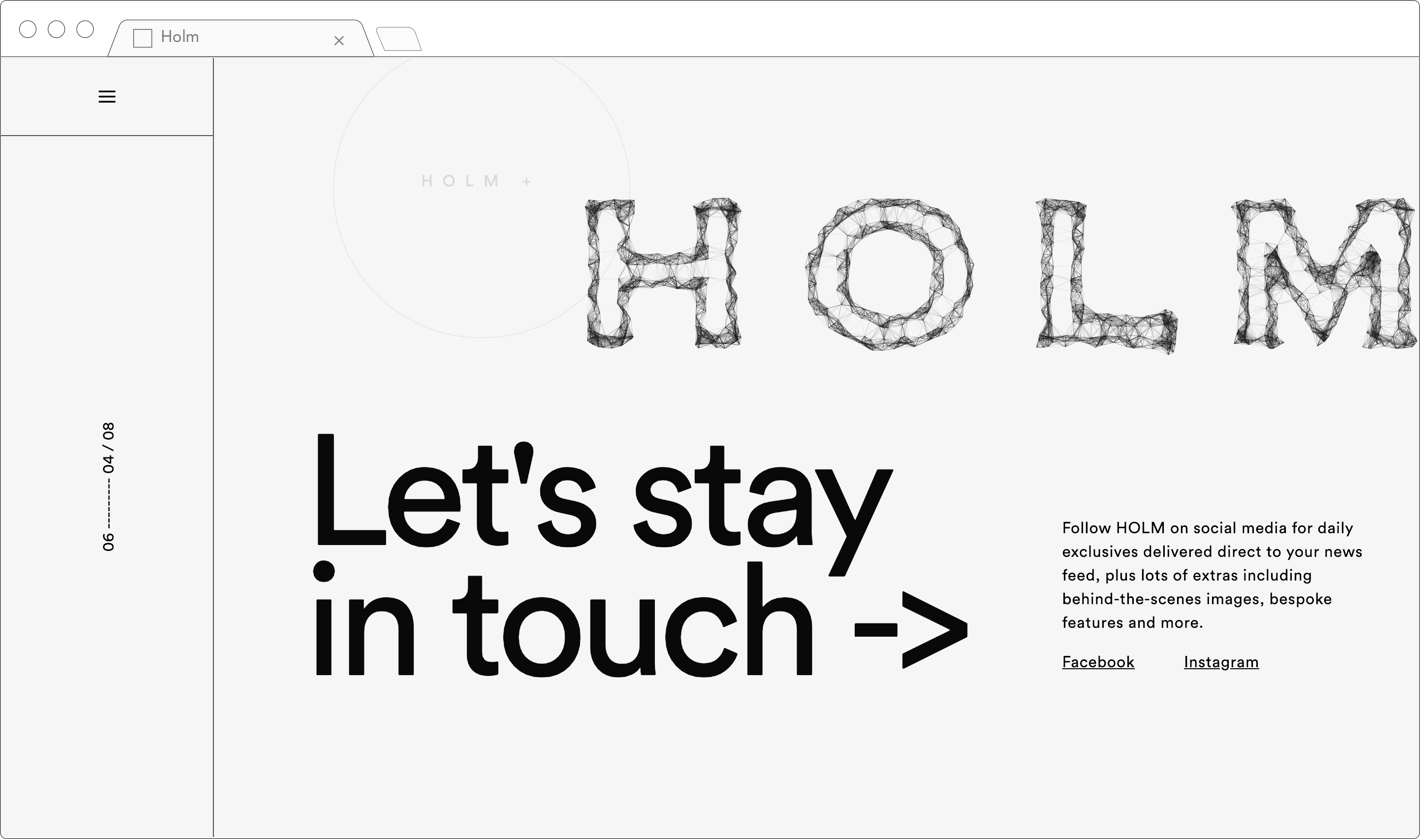 Holm
HOLM +
HOLM
06 ---------- 04 / 08
Let's stay
in touch ->
Follow HOLM on social media for daily
exclusives delivered direct to your news
feed, plus lots of extras including
behind-the-scenes images, bespoke
features and more.
Facebook Instagram